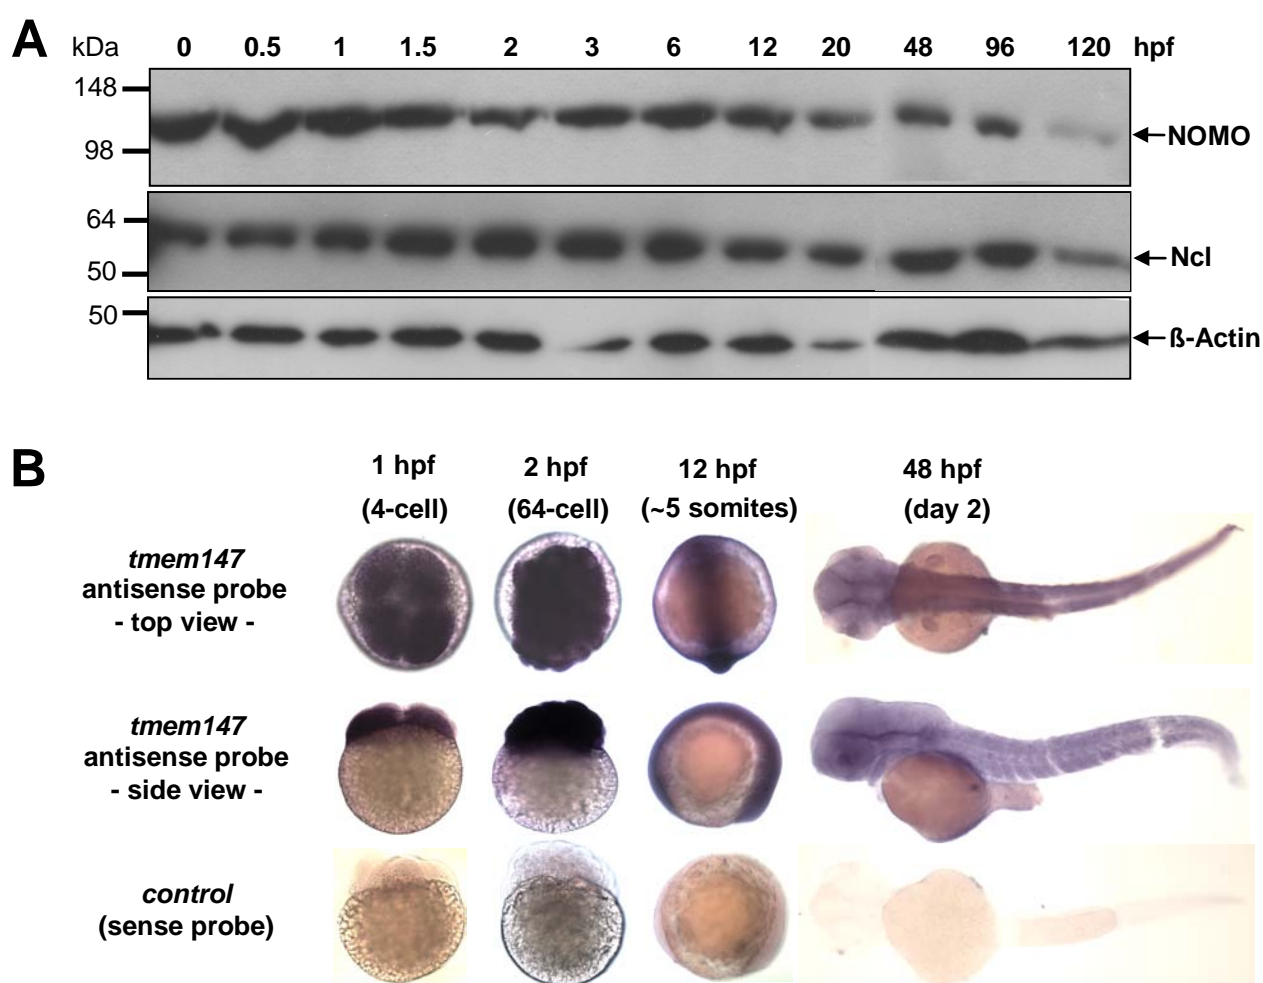 A kDa 0 0.5 1 1.5 2 3 6 12 20 48 96 120 hpf
148
NOMO
98
64
Ncl
50
50
ß-Actin
B 1 hpf 2 hpf 12 hpf 48 hpf
(4-cell) (64-cell) (~5 somites) (day 2)
tmem147
antisense probe
- top view -
tmem147
antisense probe
- side view -
control
(sense probe)